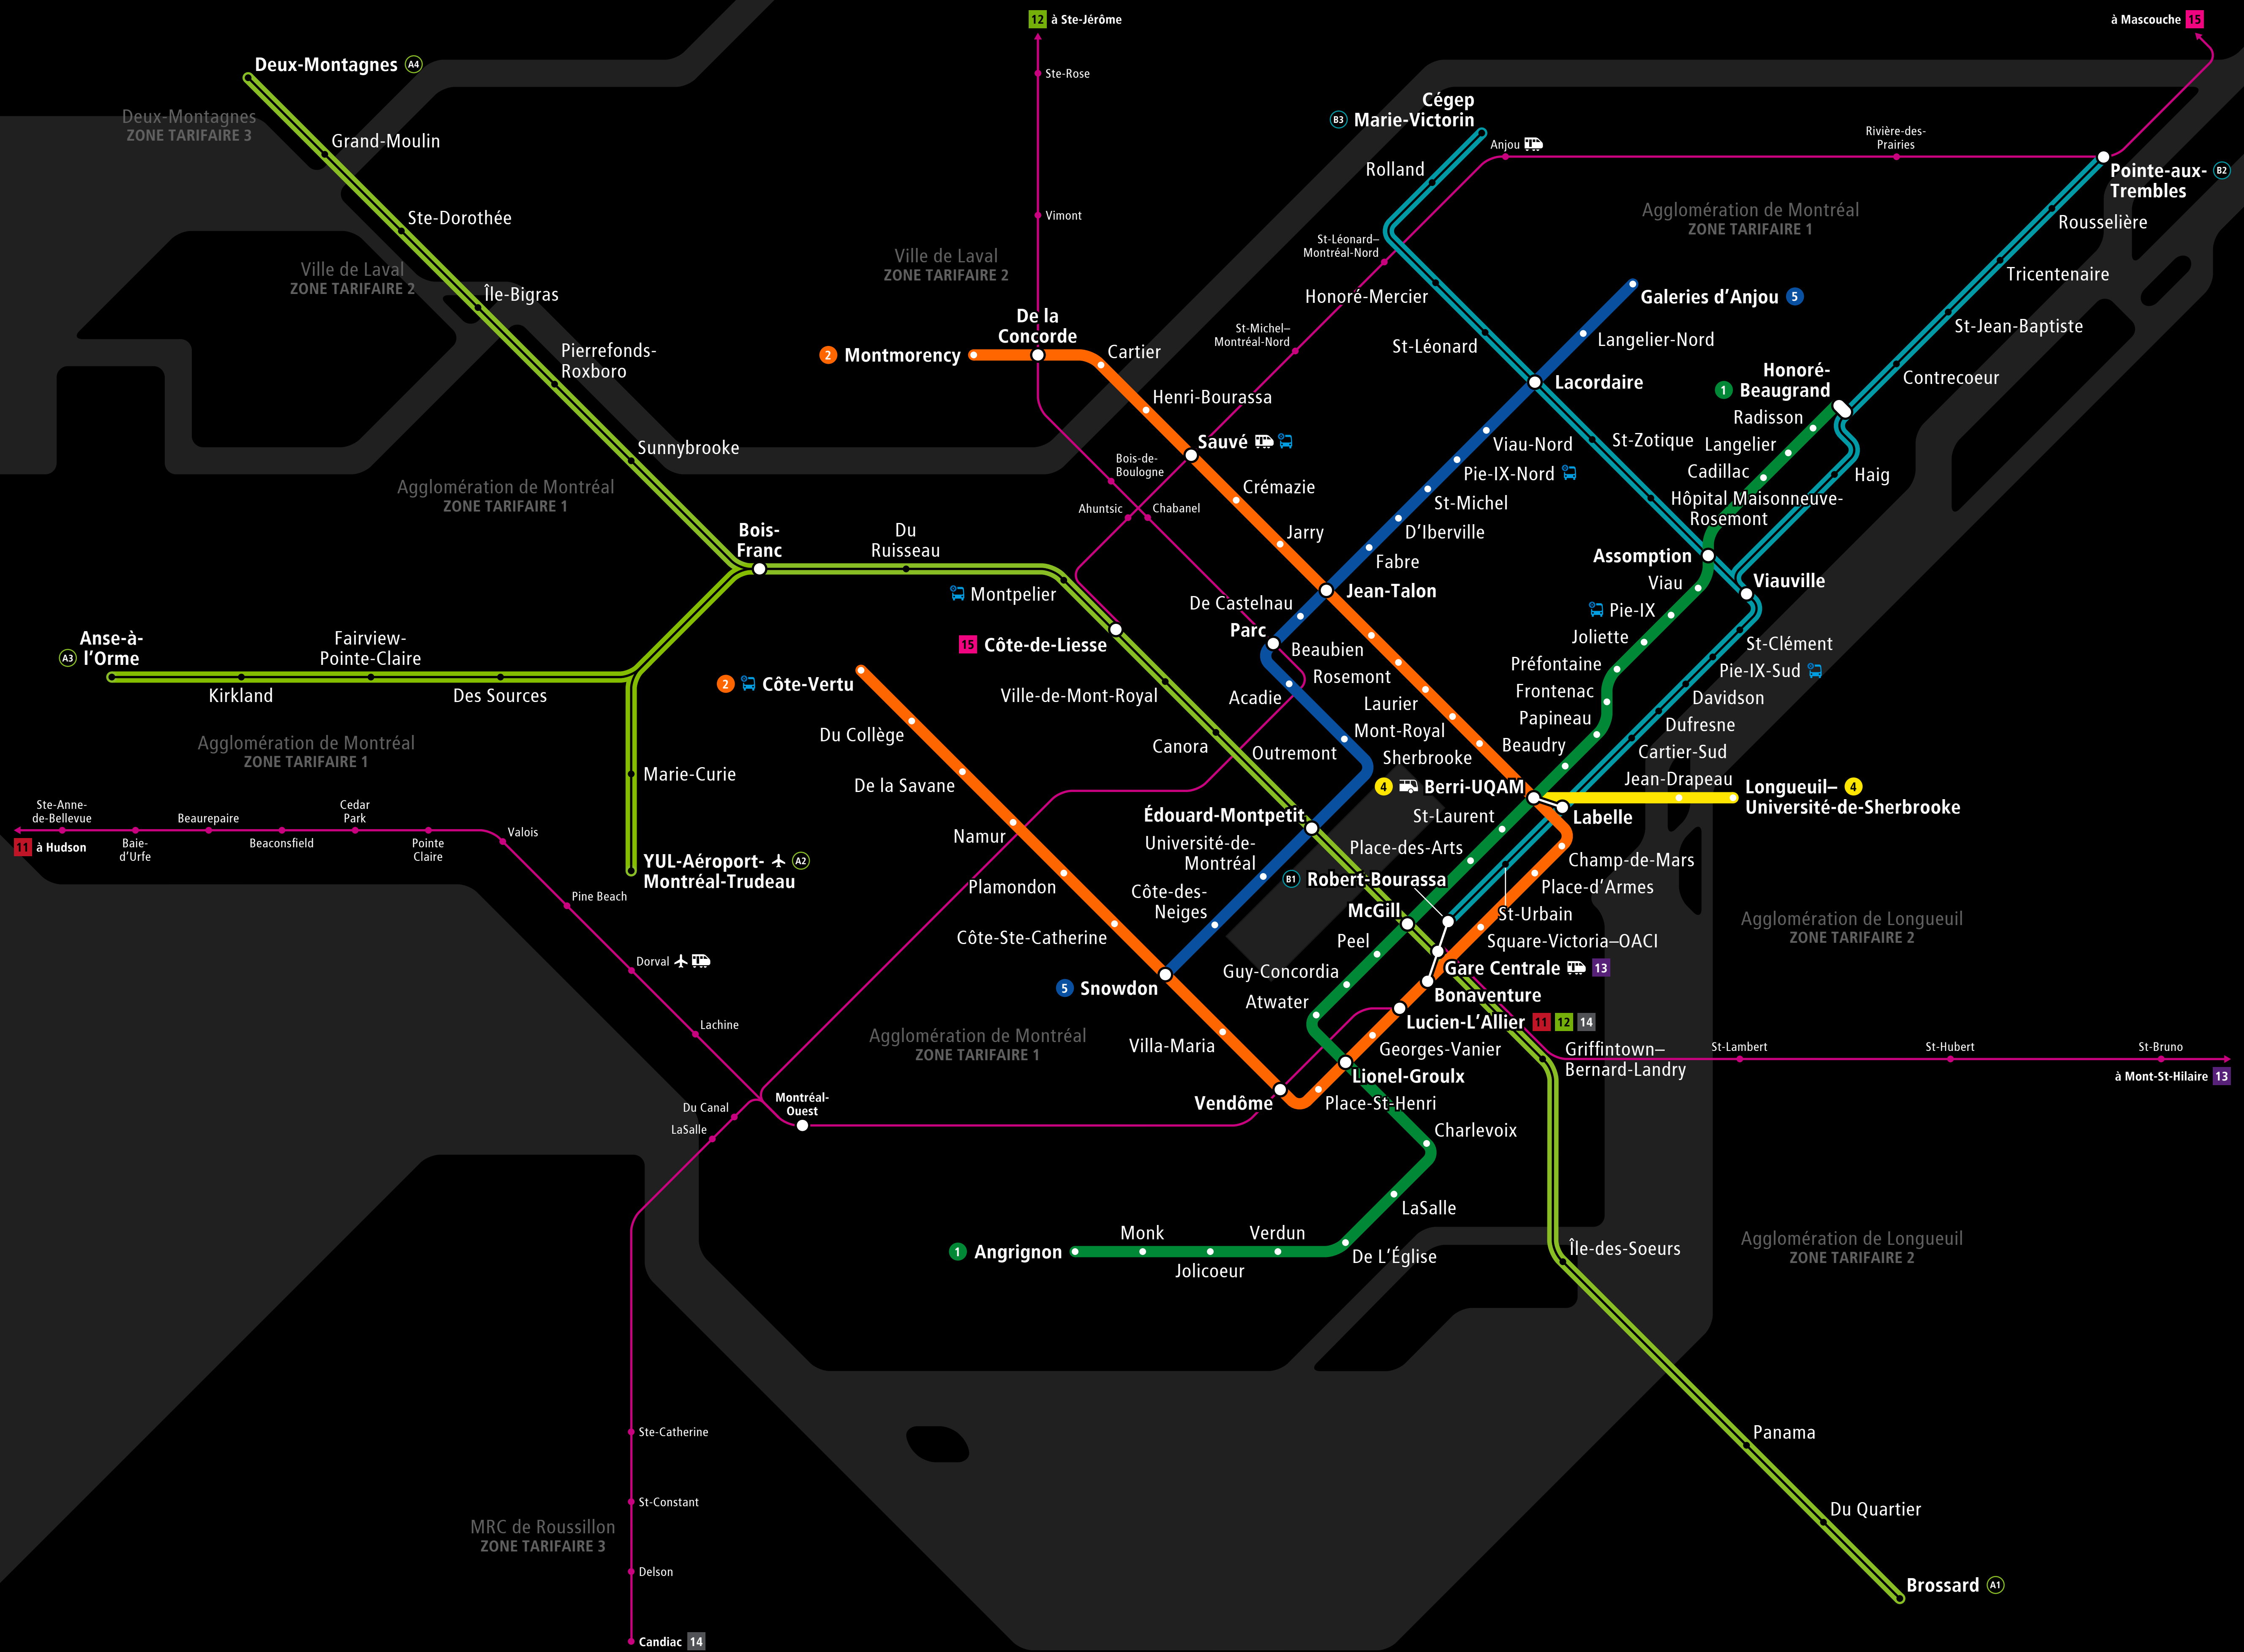 12 à Ste-Jérôme
à Mascouche 15
Deux-Montagnes A4
Ste-Rose
Cégep
B3 Marie-Victorin
Deux-Montagnes
ZONE TARIFAIRE 3
Grand-Moulin
Anjou
Rivière-des-
Prairies
Rolland
Pointe-aux-
Trembles
B2
Ste-Dorothée
Vimont
Agglomération de Montréal
ZONE TARIFAIRE 1
Rousselière
St-Léonard–
Montréal-Nord
Ville de Laval
ZONE TARIFAIRE 2
Ville de Laval
ZONE TARIFAIRE 2
Tricentenaire
Île-Bigras
Honoré-Mercier
Galeries d’Anjou 5
De la
Concorde
St-Michel–
Montréal-Nord
St-Jean-Baptiste
Langelier-Nord
St-Léonard
Pierrefonds-
Roxboro
2 Montmorency
Cartier
Lacordaire
Honoré-
1 Beaugrand
Contrecoeur
Henri-Bourassa
Radisson
Sunnybrooke
Sauvé
Viau-Nord
St-Zotique
Langelier
Bois-de-
Boulogne
Pie-IX-Nord
Cadillac
Haig
Agglomération de Montréal
ZONE TARIFAIRE 1
Crémazie
St-Michel
Hôpital Maisonneuve-
Rosemont
Ahuntsic
Chabanel
Bois-
Franc
Du
Ruisseau
Jarry
D’Iberville
Fabre
Assomption
Viau
Viauville
Montpelier
Jean-Talon
De Castelnau
Pie-IX
Parc
Joliette
St-Clément
Anse-à-
A3 l’Orme
Fairview-
Pointe-Claire
15 Côte-de-Liesse
Beaubien
Préfontaine
Pie-IX-Sud
Kirkland
Des Sources
2 Côte-Vertu
Ville-de-Mont-Royal
Acadie
Rosemont
Laurier
Frontenac
Davidson
Du Collège
Canora
Outremont
Mont-Royal
Papineau
Dufresne
Agglomération de Montréal
ZONE TARIFAIRE 1
Sherbrooke
Beaudry
Cartier-Sud
Marie-Curie
De la Savane
4 Berri-UQAM
Jean-Drapeau
Longueuil– 4
Université-de-Sherbrooke
Ste-Anne-
de-Bellevue
Beaurepaire
Cedar
Park
Valois
Édouard-Montpetit
St-Laurent
Labelle
11 à Hudson
Baie-
d’Urfe
Beaconsfield
Pointe
Claire
Namur
Université-de-
Montréal
Place-des-Arts
Champ-de-Mars
YUL-Aéroport- A2
Montréal-Trudeau
Plamondon
Côte-des-
Neiges
B1 Robert-Bourassa
Place-d’Armes
Pine Beach
McGill
St-Urbain
Agglomération de Longueuil
ZONE TARIFAIRE 2
Côte-Ste-Catherine
Peel
Square-Victoria–OACI
Dorval
Guy-Concordia
Gare Centrale 13
5 Snowdon
Atwater
Bonaventure
Lachine
Lucien-L’Allier 11 12 14
Agglomération de Montréal
ZONE TARIFAIRE 1
Villa-Maria
Georges-Vanier
Griffintown–
Bernard-Landry
St-Lambert
St-Hubert
St-Bruno
Lionel-Groulx
à Mont-St-Hilaire 13
Montréal-
Ouest
Vendôme
Place-St-Henri
Du Canal
LaSalle
Charlevoix
LaSalle
Monk
Verdun
1 Angrignon
Jolicoeur
De L’Église
Île-des-Soeurs
Agglomération de Longueuil
ZONE TARIFAIRE 2
Ste-Catherine
Panama
St-Constant
Du Quartier
MRC de Roussillon
ZONE TARIFAIRE 3
Delson
Brossard A1
Candiac 14